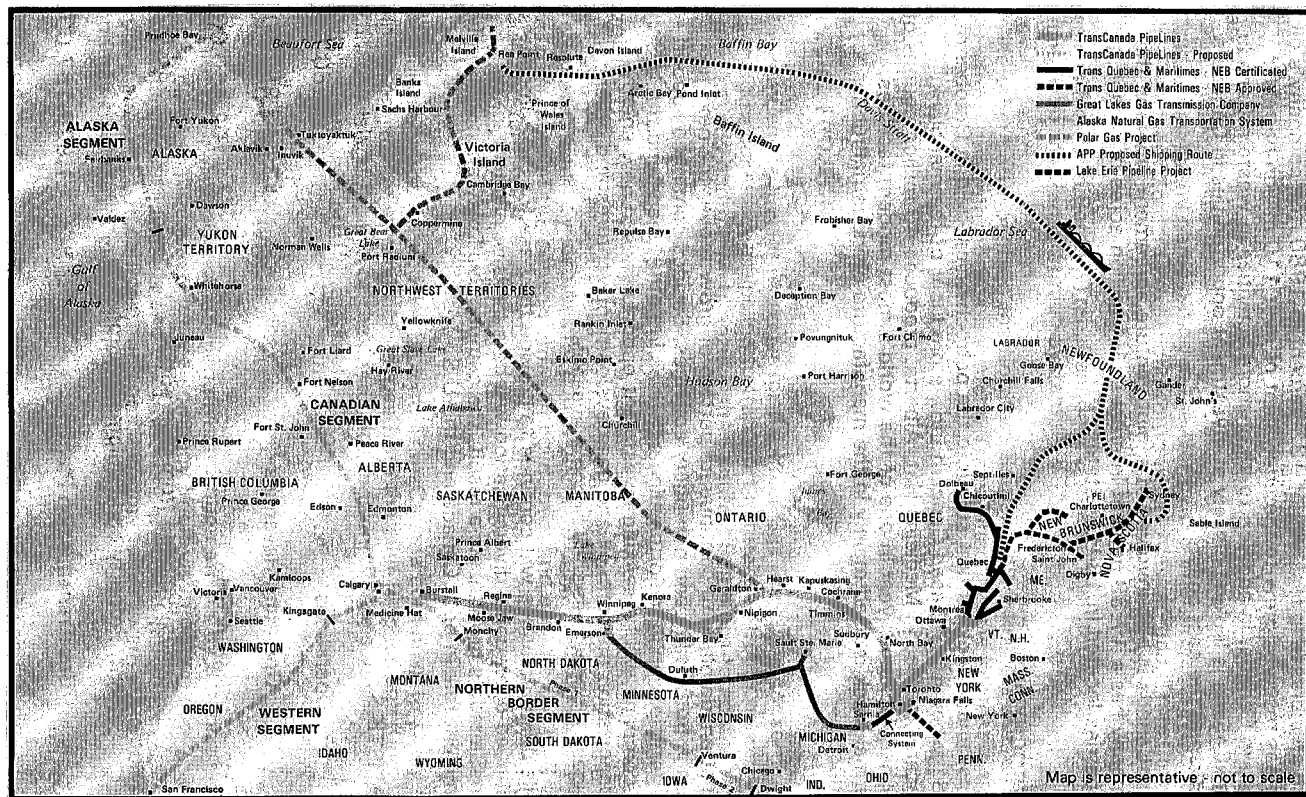 Prudhoe Bay
Beaufort Sea
Melville
Island
Rea Point
Resolute
Devon Island
Baffin Bay
TransCanada PipeLines
TransCanada PipeLines - Proposed
Trans Quebec & Maritimes - NEB Certificated
Trans Quebec & Maritimes - NEB Approved
Great Lakes Gas Transmission Company
Alaska Natural Gas Transportation System
Polar Gas Project
APP Proposed Shipping Route
Lake Erie Pipeline Project
Banks
Island
Sachs Harbour
Prince of
Wales
Island
Arctic Bay
Pond Inlet
Davis Strait
Baffin Island
ALASKA
SEGMENT
Fort Yukon
Fairbanks
ALASKA
Tuktoyaktuk
Aklavik
Inuvik
Victoria
Island
Cambridge Bay
Valdez
Dawson
YUKON
TERRITORY
Norman Wells
Great Bear
Lake
Port Radium
Coppermine
Repulse Bay
Frobisher Bay
Labrador Sea
Gulf
of
Alaska
Whitehorse
NORTHWEST TERRITORIES
Baker Lake
Deception Bay
Yellowknife
Rankin Inlet
Juneau
Fort Liard
Great Slave Lake
Hay River
Eskimo Point
Povungnituk
Fort Chimo
LABRADOR
Goose Bay
NEWFOUNDLAND
Fort Nelson
CANADIAN
SEGMENT
Lake Athabasca
Hudson Bay
Port Harrison
Churchill Falls
Gander
St. John's
Labrador City
Prince Rupert
Fort St. John
Peace River
ALBERTA
Churchill
BRITISH COLUMBIA
Prince George
Edson
Edmonton
SASKATCHEWAN
MANITOBA
ONTARIO
Fort George
James
Bay
QUEBEC
Septilles
Dolbeau
Chicoutimi
PEI
Charlottetown
Sydney
NEW
BRUNSWICK
NOVA SCOTIA
Sable Island
Fredericton
Saint John
Halifax
Digby
Quebec
ME
Prince Albert
Saskatoon
Lake
Winnipeg
Kamloops
Victoria
Vancouver
Calgary
Burstall
Regina
Winnipeg
Kenora
Geraldton
Hearst
Kapuskasing
Cochrane
Sherbrooke
Montréal
Ottawa
Seattle
Kingsgate
Medicine Hat
Moose Jaw
Monchy
Brandon
Emerson
Nipigon
Thunder Bay
Timmins
Sudbury
Sault Ste. Marie
North Bay
VT.
N.H.
WASHINGTON
Kingston
Boston
MASS.
CONN.
NORTH DAKOTA
Duluth
MONTANA
Phase 1
NORTHERN
BORDER
SEGMENT
MINNESOTA
NEW
YORK
Toronto
Niagara Falls
Hamilton
New York
OREGON
WESTERN
SEGMENT
IDAHO
WYOMING
SOUTH DAKOTA
WISCONSIN
MICHIGAN
Detroit
Connecting
System
PENN.
Ventura
Phase 2
IOWA
Chicago
Dwight
IND.
OHIO
San Francisco
Map is representative - not to scale